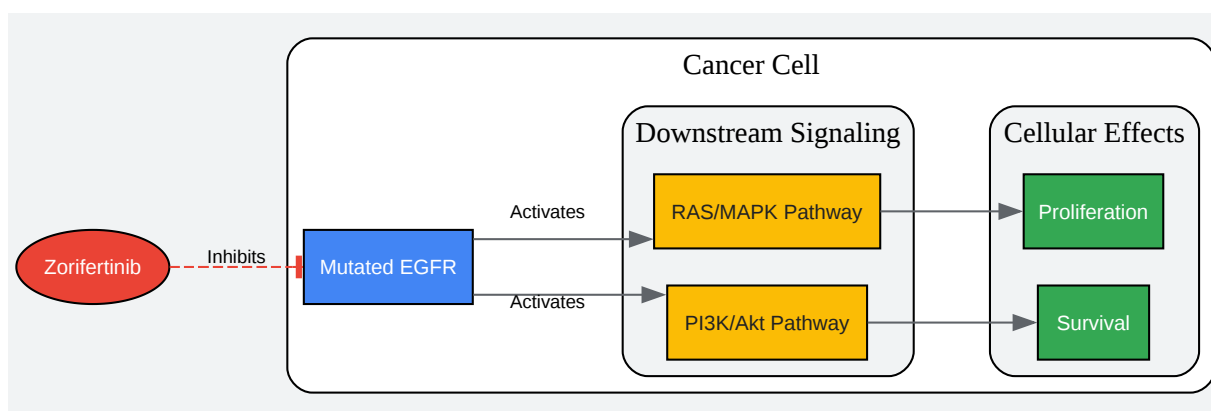 Cancer Cell
Downstream Signaling
Cellular Effects
Zorifertinib
Inhibits
Mutated EGFR
Activates
RAS/MAPK Pathway
Proliferation
Activates
PI3K/Akt Pathway
Survival